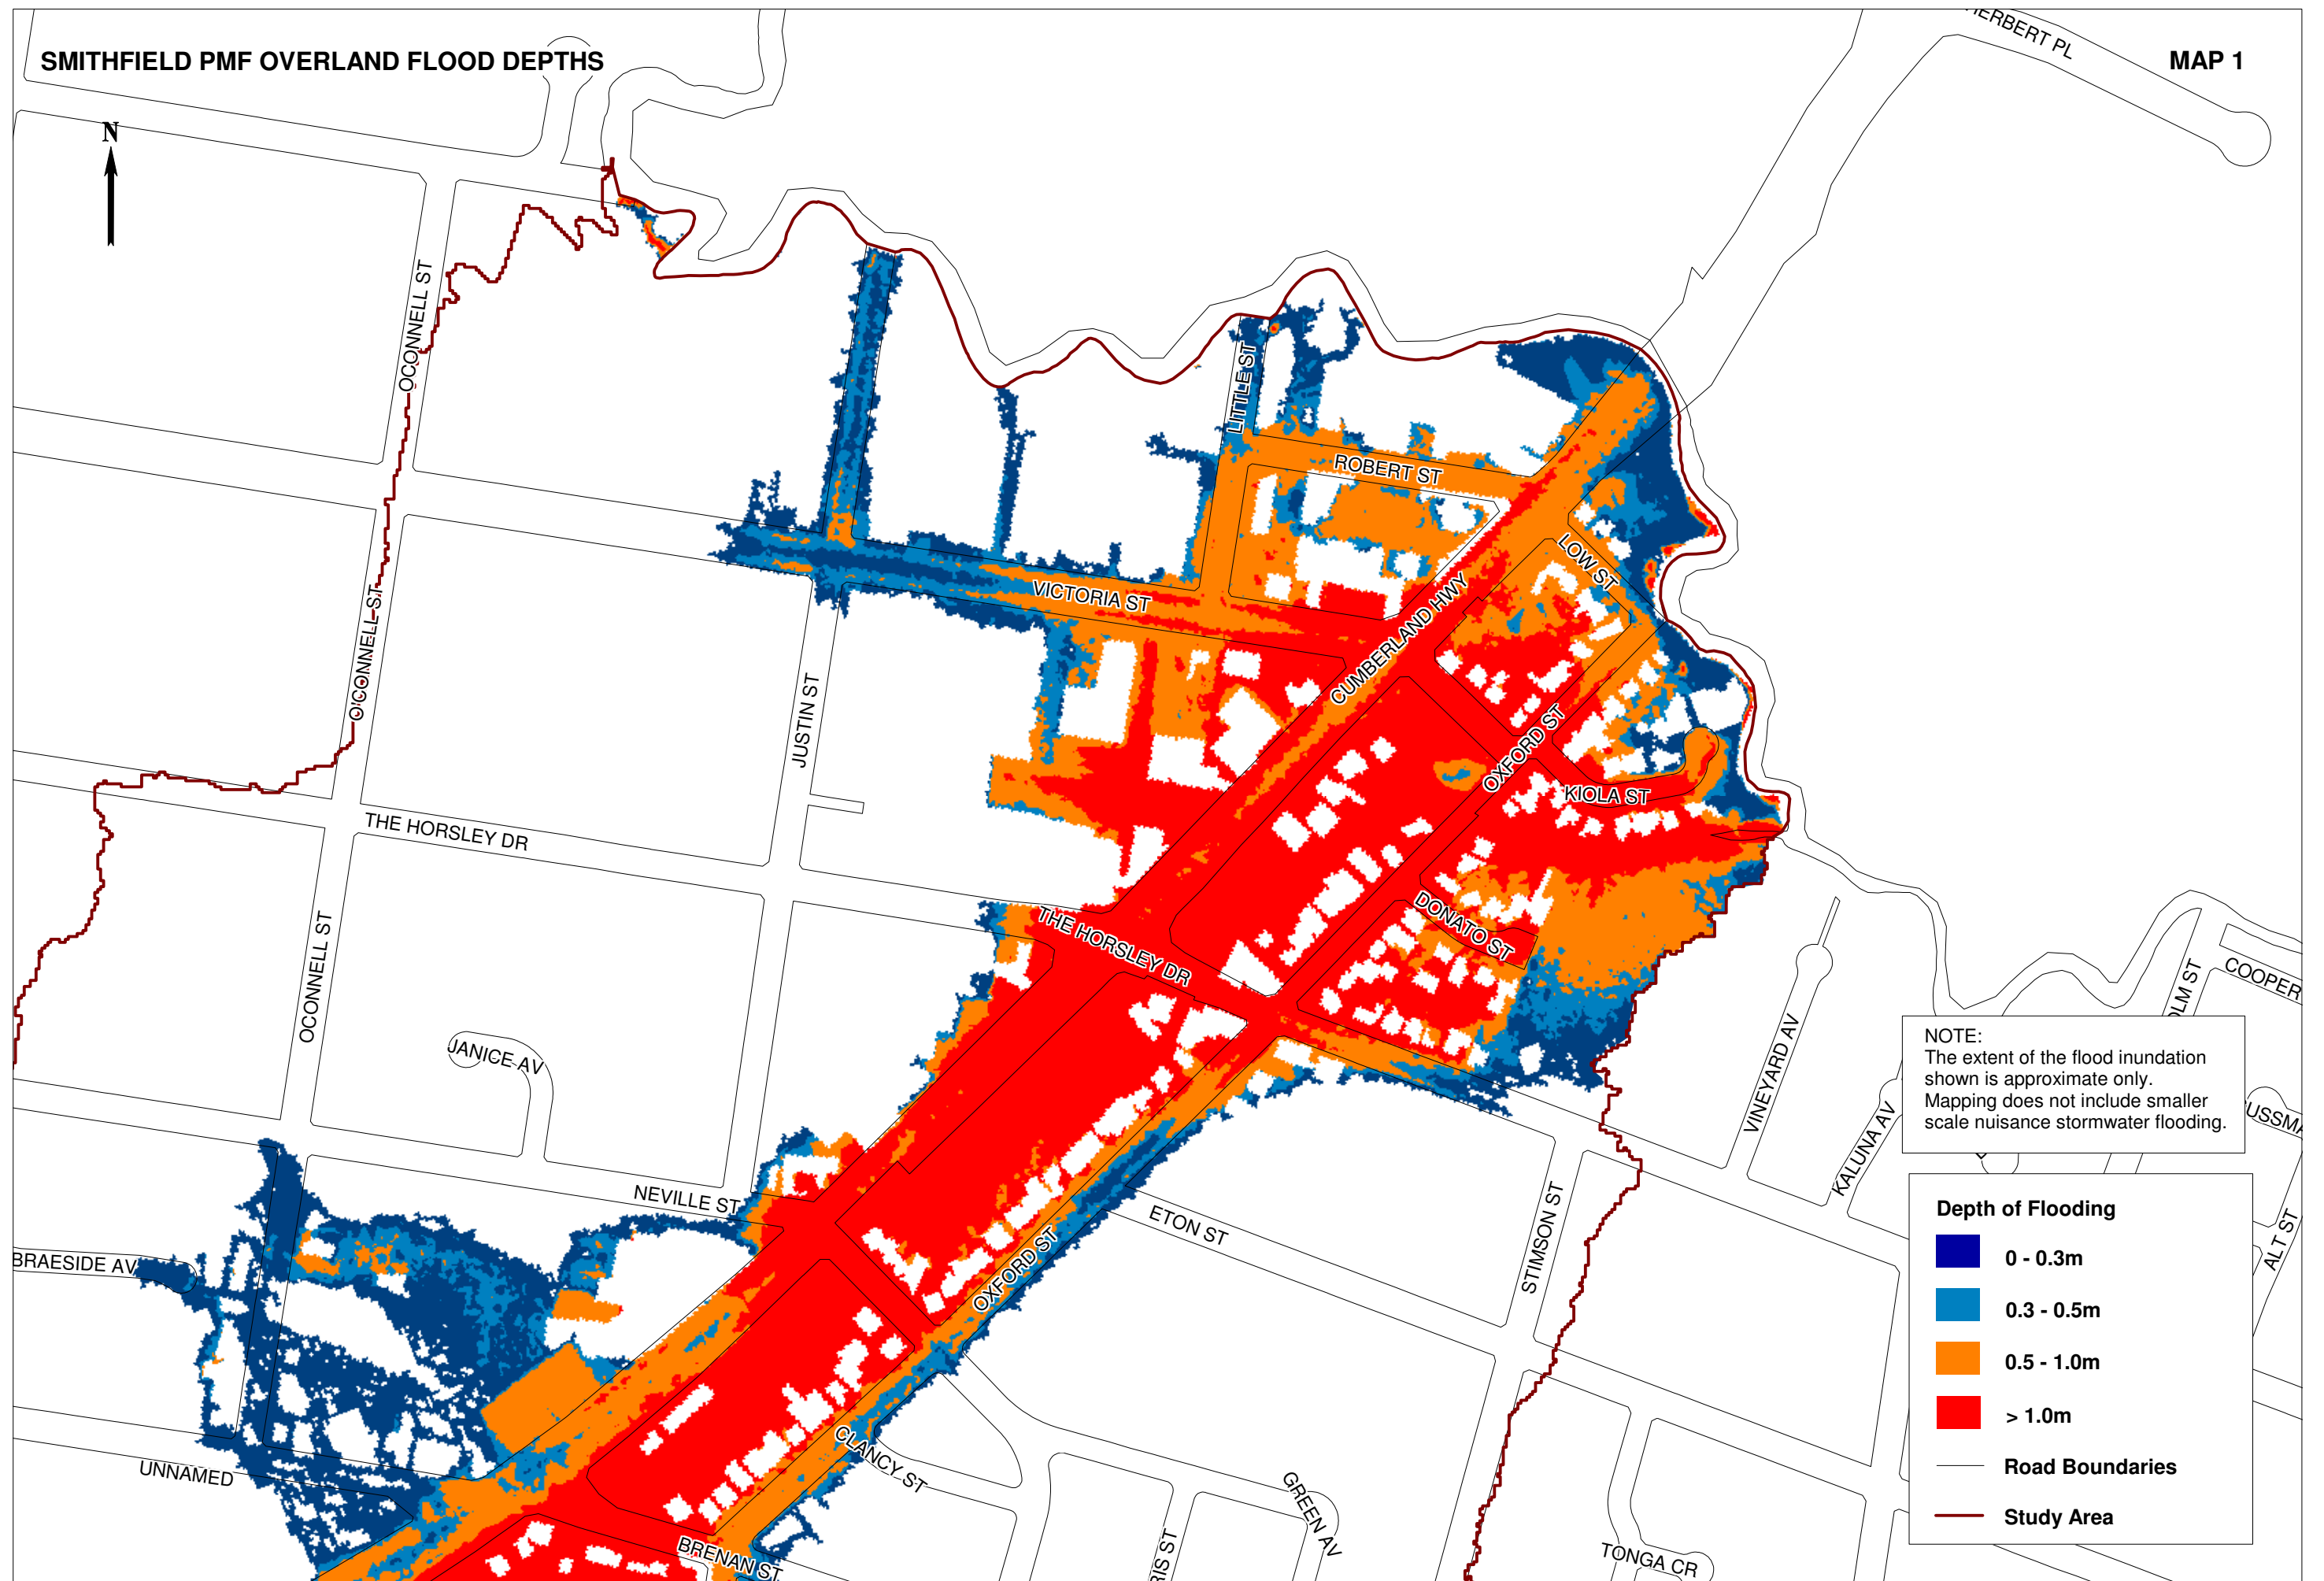 SMITHFIELD PMF OVERLAND FLOOD DEPTHS
MAP 1
HERBERT PL
N
OCONNELL ST
LITTLE ST
ROBERT ST
LOW ST
VICTORIA ST
CUMBERLAND HWY
O'CONNELL ST
JUSTIN ST
OXFORD ST
KIOLA ST
THE HORSLEY DR
THE HORSLEY DR
DONATO ST
OCONNELL ST
JANICE AV
VINEYARD AV
KALUNA AV
COOPER
NOTE:
The extent of the flood inundation
shown is approximate only.
Mapping does not include smaller
scale nuisance stormwater flooding.
NEVILLE ST
ETON ST
STIMSON ST
OXFORD ST
BRAESIDE AV
ALT ST
UNNAMED
CLANCY ST
GREEN AV
BRENAN ST
TONGA CR
Depth of Flooding
0 - 0.3m
0.3 - 0.5m
0.5 - 1.0m
> 1.0m
Road Boundaries
Study Area